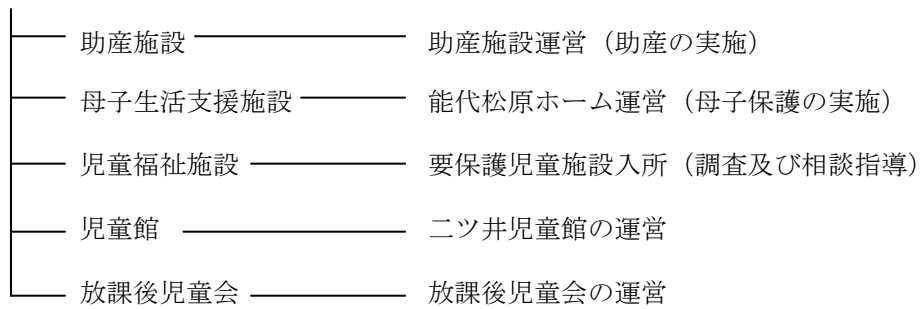 助産施設 助産施設運営（助産の実施）
母子生活支援施設 能代松原ホーム運営（母子保護の実施）
児童福祉施設 要保護児童施設入所（調査及び相談指導）
児童館 二ツ井児童館の運営
放課後児童会 放課後児童会の運営